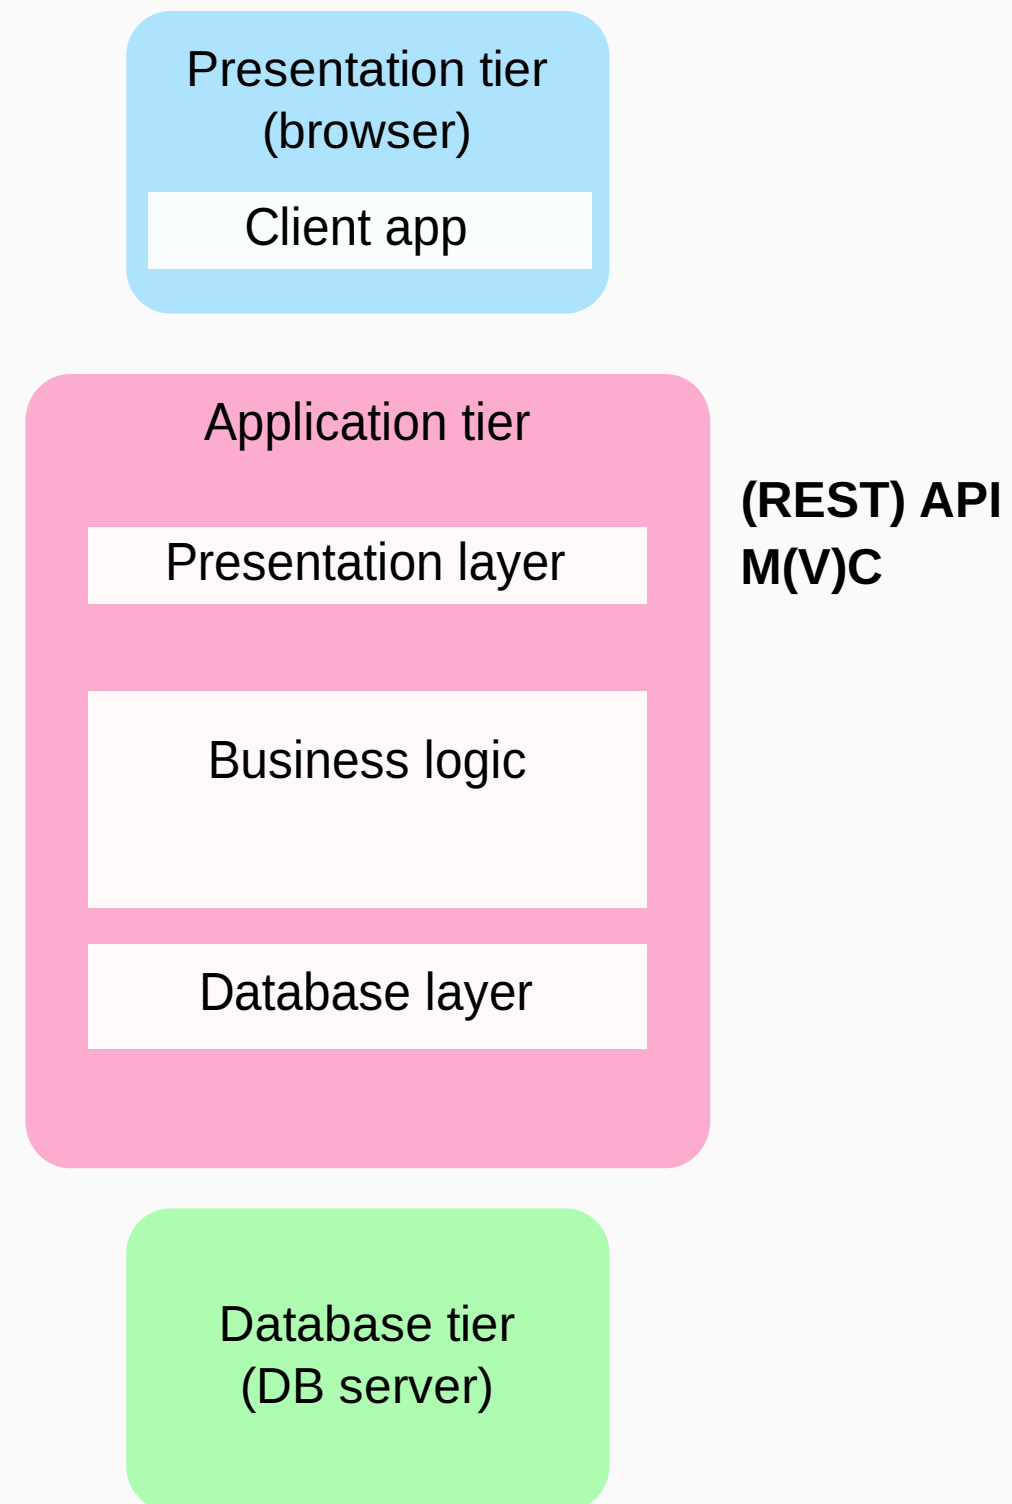 Presentation tier
(browser)
Client app
Application tier
(REST) API
M(V)C
Presentation layer
Business logic
Database layer
Database tier
(DB server)